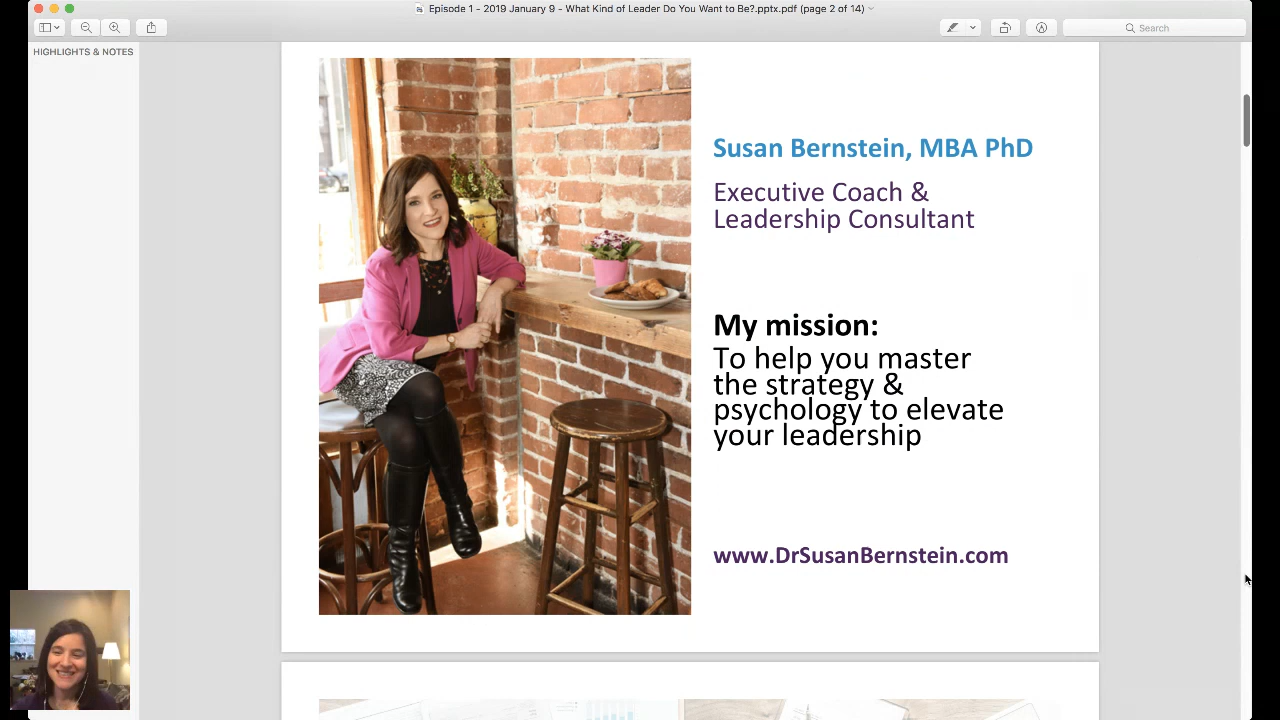 Episode 1 - 2019 January 9 - What Kind of Leader Do You Want to Be?.pptx.pdf (page 2 of 14)
Search
HIGHLIGHTS & NOTES
Susan Bernstein, MBA PhD
Executive Coach &
Leadership Consultant
My mission:
To help you master
the strategy &
psychology to elevate
your leadership
www.DrSusanBernstein.com